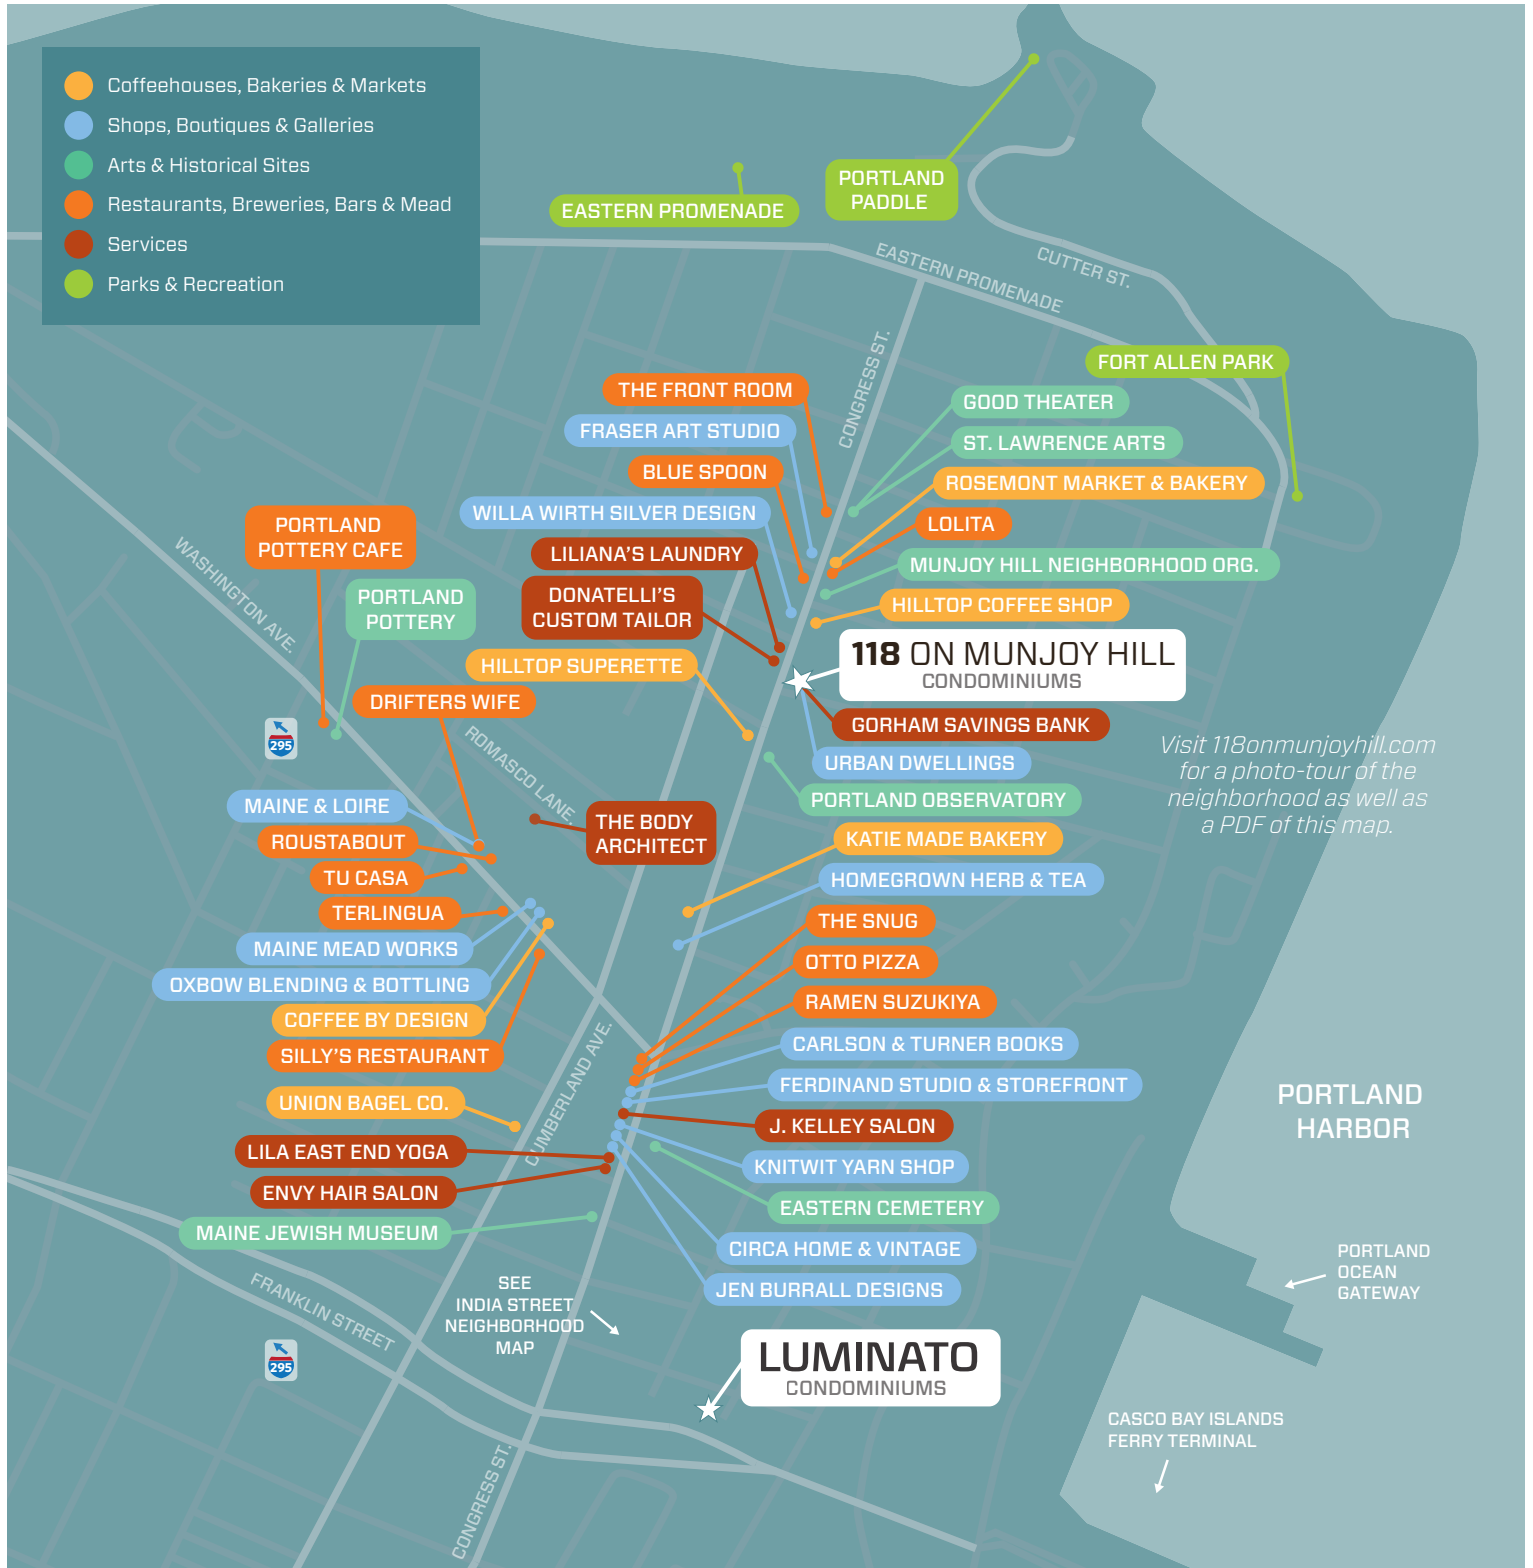 Coffeehouses, Bakeries & Markets
Shops, Boutiques & Galleries
Arts & Historical Sites
Restaurants, Breweries, Bars & Mead
Services
Parks & Recreation
EASTERN PROMENADE
PORTLAND
PADDLE
EASTERN PROMENADE
CUTTER ST.
CONGRESS ST.
FORT ALLEN PARK
THE FRONT ROOM
FRASER ART STUDIO
BLUE SPOON
WILLA WIRTH SILVER DESIGN
LILIANA'S LAUNDRY
DONATELLI'S
CUSTOM TAILOR
HILLTOP SUPERETTE
GOOD THEATER
ST. LAWRENCE ARTS
ROSEMONT MARKET & BAKERY
LOLITA
MUNJOY HILL NEIGHBORHOOD ORG.
HILLTOP COFFEE SHOP
118 ON MUNJOY HILL
CONDOMINIUMS
GORHAM SAVINGS BANK
URBAN DWELLINGS
PORTLAND OBSERVATORY
Visit 118onmunjoyhill.com
for a photo-tour of the
neighborhood as well as
a PDF of this map.
PORTLAND
POTTERY CAFE
WASHINGTON AVE.
PORTLAND
POTTERY
DRIFTERS WIFE
295
ROMASCO LANE.
THE BODY
ARCHITECT
MAINE & LOIRE
ROUSTABOUT
TU CASA
TERLINGUA
MAINE MEAD WORKS
OXBOW BLENDING & BOTTLING
COFFEE BY DESIGN
SILLY'S RESTAURANT
UNION BAGEL CO.
LILA EAST END YOGA
ENVY HAIR SALON
MAINE JEWISH MUSEUM
CUMBERLAND AVE.
KATIE MADE BAKERY
HOMEGROWN HERB & TEA
THE SNUG
OTTO PIZZA
RAMEN SUZUKIYA
CARLSON & TURNER BOOKS
FERDINAND STUDIO & STOREFRONT
J. KELLEY SALON
KNITWIT YARN SHOP
EASTERN CEMETERY
CIRCA HOME & VINTAGE
JEN BURRALL DESIGNS
PORTLAND
HARBOR
PORTLAND
OCEAN
GATEWAY
FRANKLIN STREET
295
SEE
INDIA STREET
NEIGHBORHOOD
MAP
LUMINATO
CONDOMINIUMS
CASCO BAY ISLANDS
FERRY TERMINAL
CONGRESS ST.